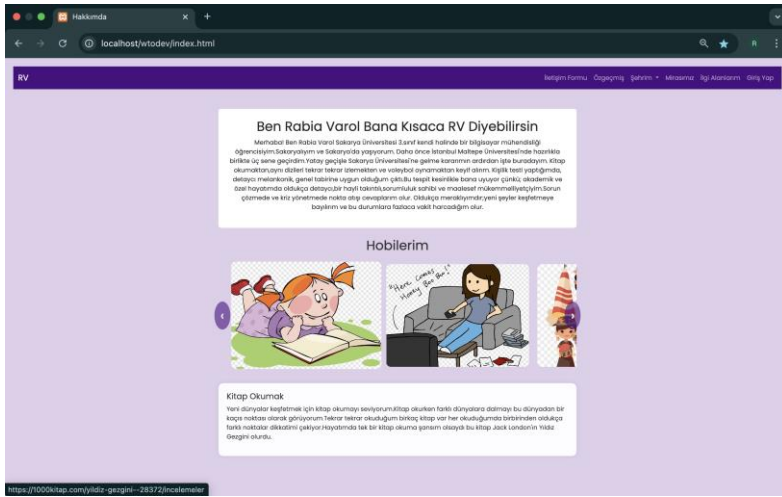 Hakkımda
localhost/wtodev/index.html
RV
İletişim Formu Özgeçmiş Şehrim Mirasımız İlgi Alanlarım Giriş Yap
Ben Rabia Varol Bana Kısaca RV Diyebilirsin
Merhaba! Ben Rabia Varol Sakarya Üniversitesi 3.sınıf kendi halinde bir bilgisayar mühendisliği
öğrencisiyim.Sakaryalıyım ve Sakarya'da yaşıyorum. Daha önce İstanbul Maltepe Üniversitesi'nde hazırlıkla
birlikte üç sene geçirdim.Yatay geçişle Sakarya Üniversitesi'ne gelme kararımın ardından işte buradayım. Kitap
okumaktan,aynı dizileri tekrar tekrar izlemekten ve voleybol oynamaktan keyif alırım. Kişilik testi yaptığımda,
detaycı melankonik, genel tabirine uygun olduğum çıktı.Bu tespit kesinlikle bana uyuyor çünkü; akademik ve
özel hayatımda oldukça detaycı,bir hayli takıntılı,sorumluluk sahibi ve maalesef mükemmelliyetçiyim.Sorun
çözmede ve kriz yönetmede nokta atışı cevaplarım olur. Oldukça meraklıyımdır;yeni şeyler keşfetmeye
bayılırım ve bu durumlara fazlaca vakit harcadığım olur.
Hobilerim
"Here Comes
Honey Boo Boo!"
Kitap Okumak
Yeni dünyalar keşfetmek için kitap okumayı seviyorum.Kitap okurken farklı dünyalara dalmayı bu dünyadan bir
kaçış noktası olarak görüyorum.Tekrar tekrar okuduğum birkaç kitap var her okuduğumda birbirinden oldukça
farklı noktalar dikkatimi çekiyor.Hayatımda tek bir kitap okuma şansım olsaydı bu kitap Jack London'ın Yıldız
Gezgini olurdu.
https://1000kitap.com/yildiz-gezgini--28372/incelemeler